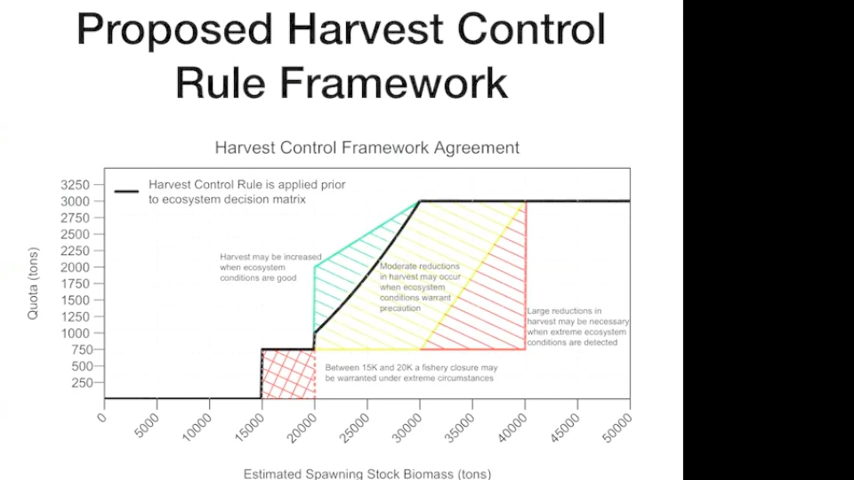 Proposed Harvest Control
Rule Framework
Harvest Control Framework Agreement
Harvest Control Rule is applied prior
to ecosystem decision matrix
3250
3000
2750
2500
2250
2000
1750
1500
1250
1000
750
500
250
Quota (tons)
Harvest may be increased
when ecosystem
conditions are good
Moderate reductions
in harvest may occur
when ecosystem
conditions warrant
precaution
Large reductions in
harvest may be necessary
when extreme ecosystem
conditions are detected
Between 15K and 20K a fishery closure may
be warranted under extreme circumstances
0
5000
10000
15000
20000
25000
30000
35000
40000
45000
50000
Estimated Spawning Stock Biomass (tons)